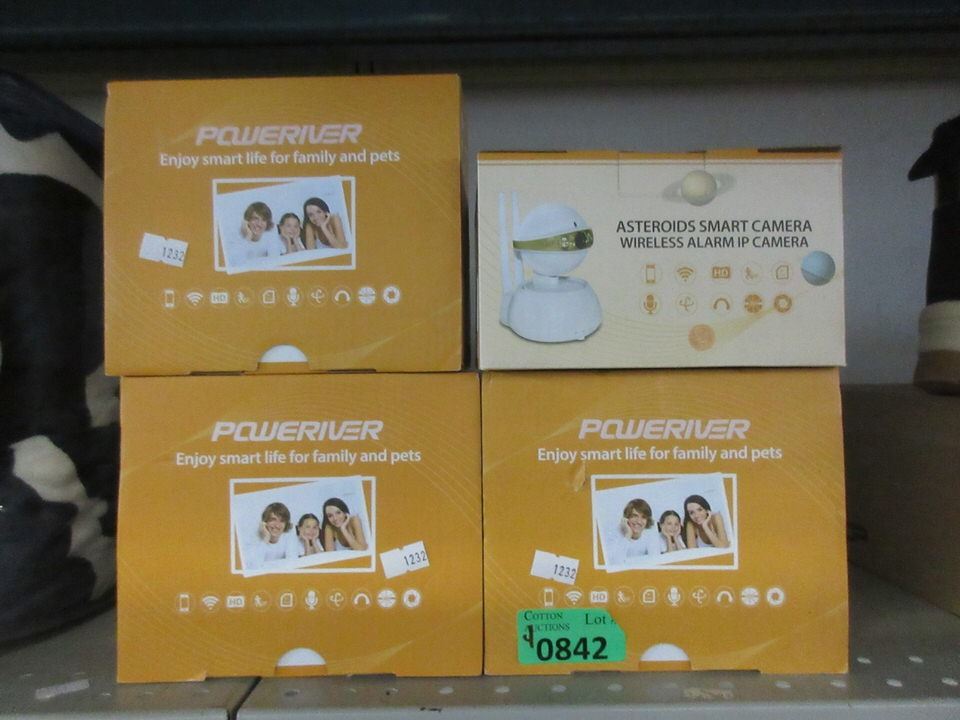 POWERIVER
Enjoy smart life for family and pets
1232
HD
ASTEROIDS SMART CAMERA
WIRELESS ALARM IP CAMERA
HD
POWERIVER
Enjoy smart life for family and pets
1232
HD
POWERIVER
Enjoy smart life for family and pets
1232
HD
COTTON
AUCTIONS
Lot
0842